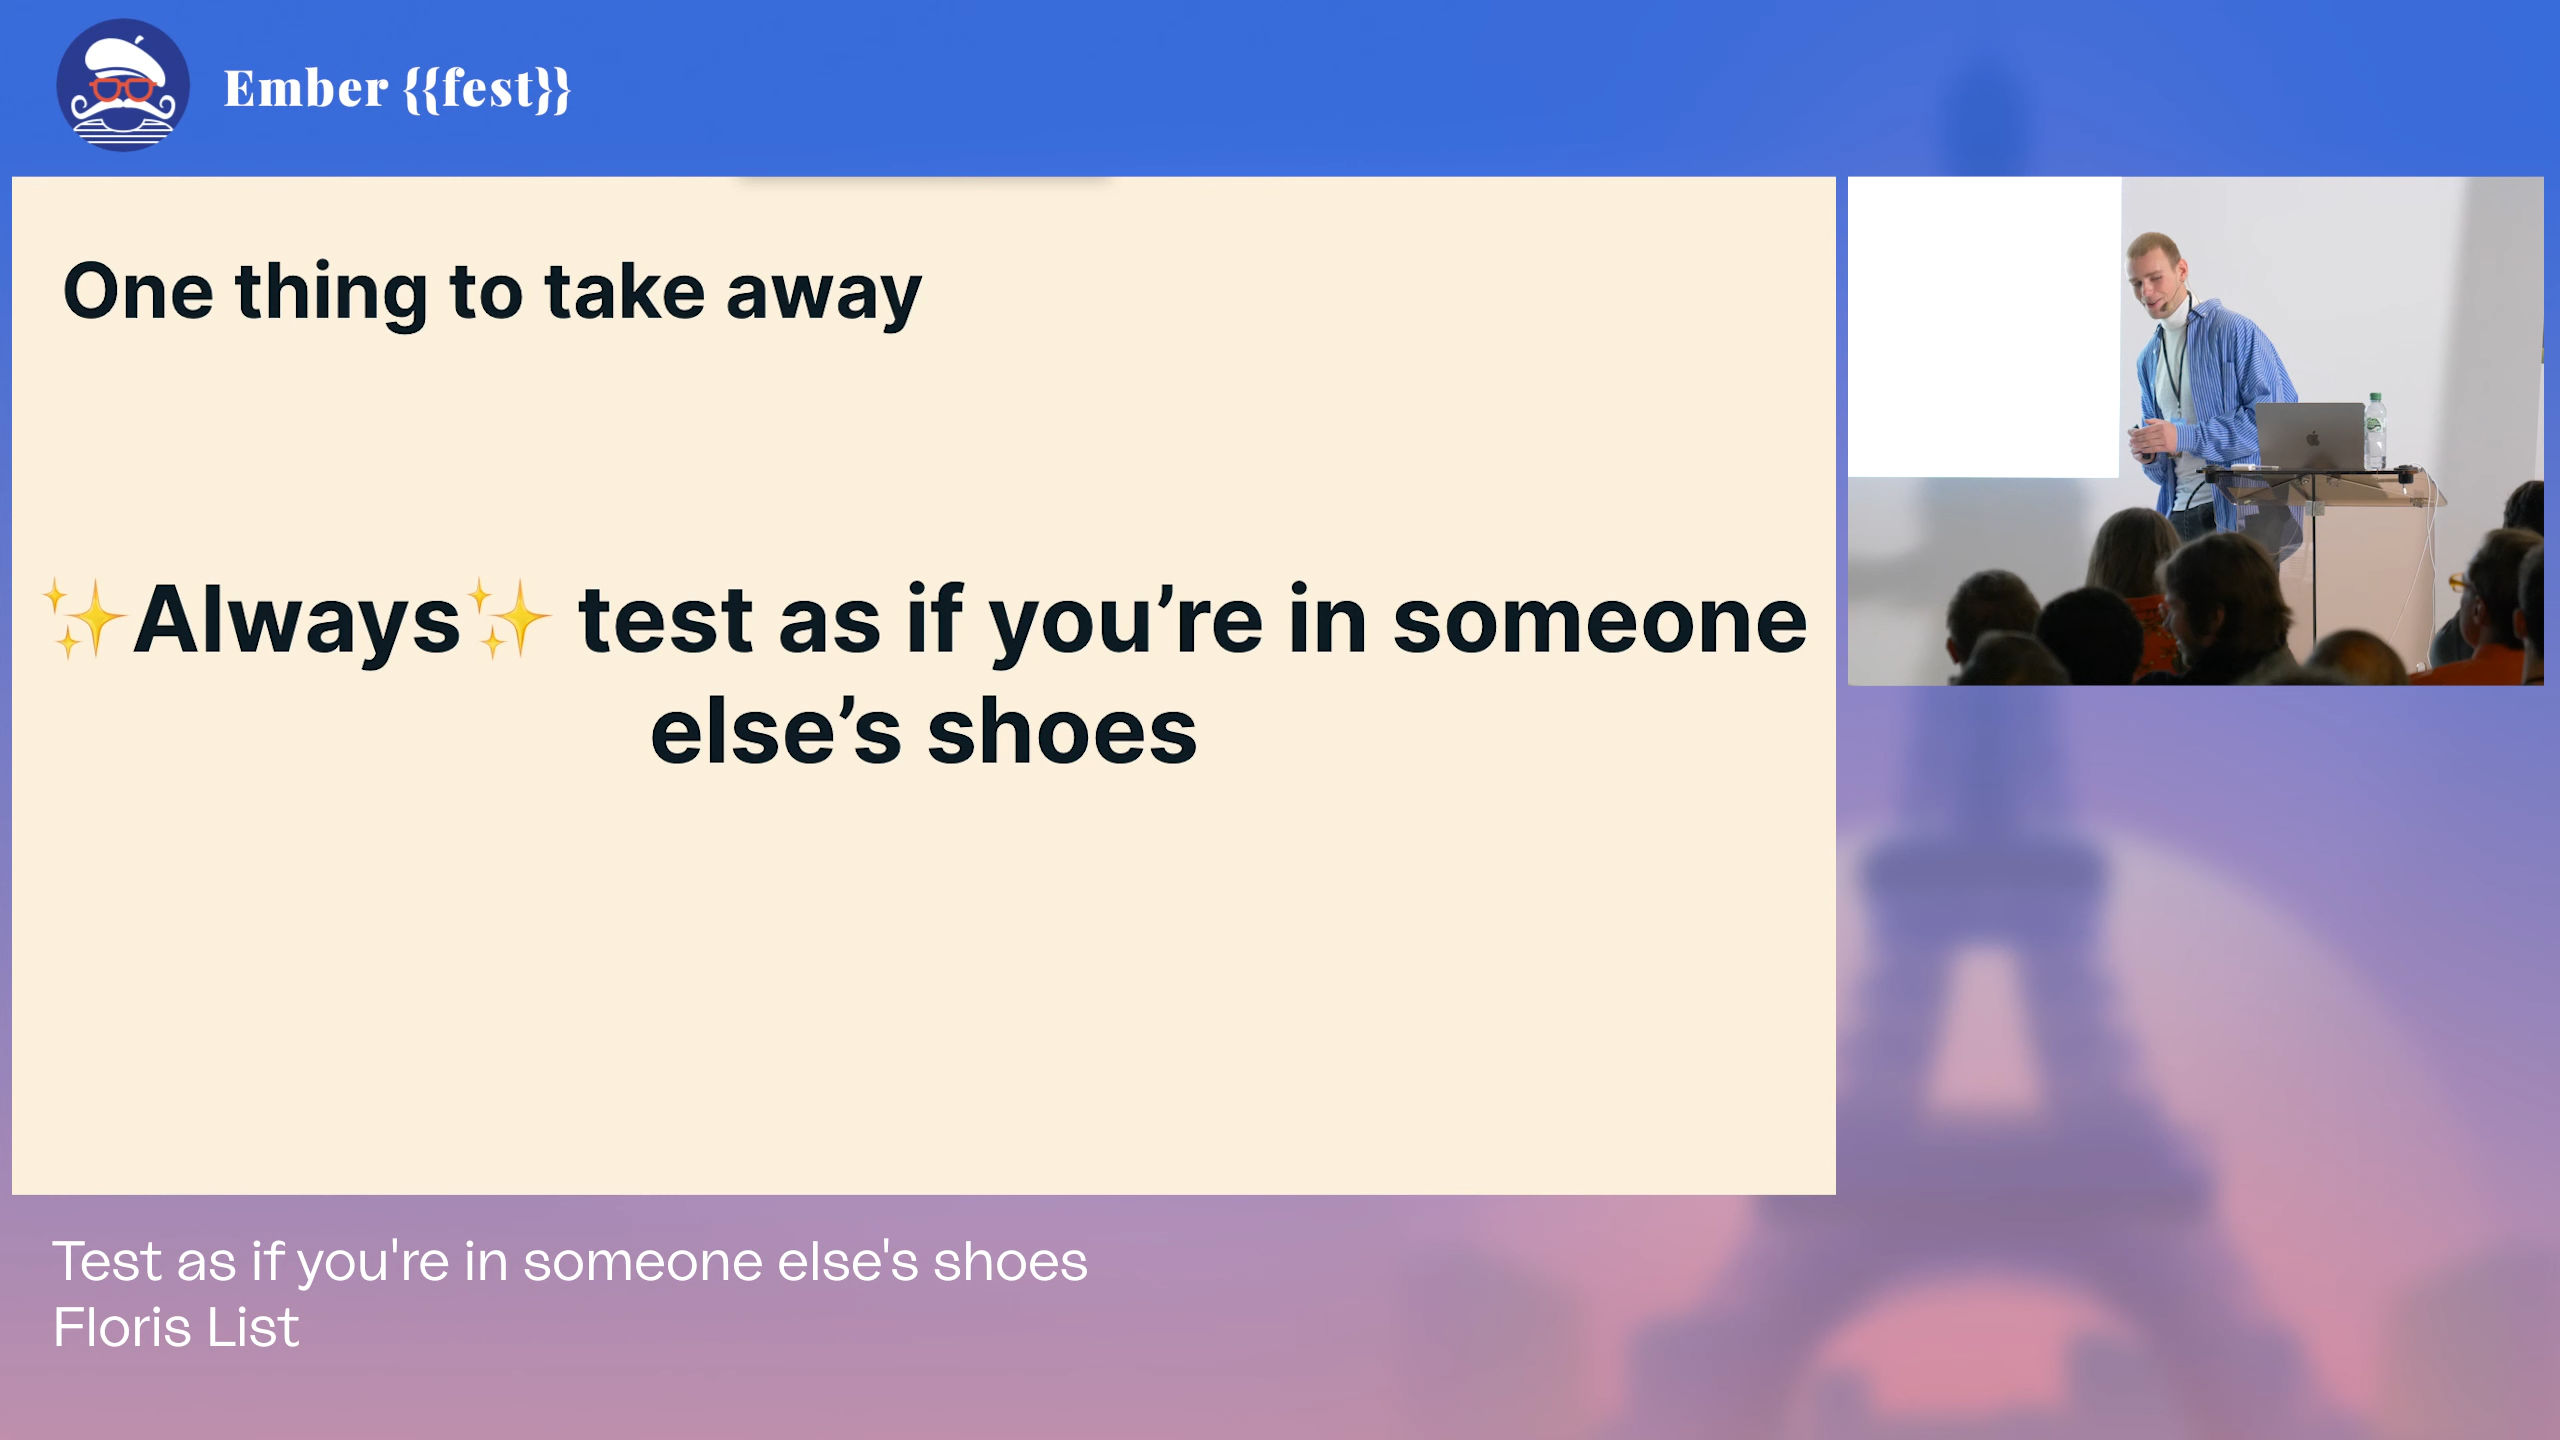 Ember {{fest}}
One thing to take away
✨Always✨ test as if you’re in someone
else’s shoes
Test as if you're in someone else's shoes
Floris List